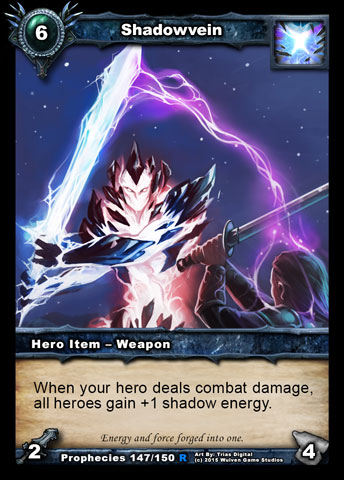 6
Shadowvein
Hero Item – Weapon
When your hero deals combat damage,
all heroes gain +1 shadow energy.
Energy and force forged into one.
2
Prophecies 147/150 R
Art By: Trias Digital
(c) 2015 Wulven Game Studios
4